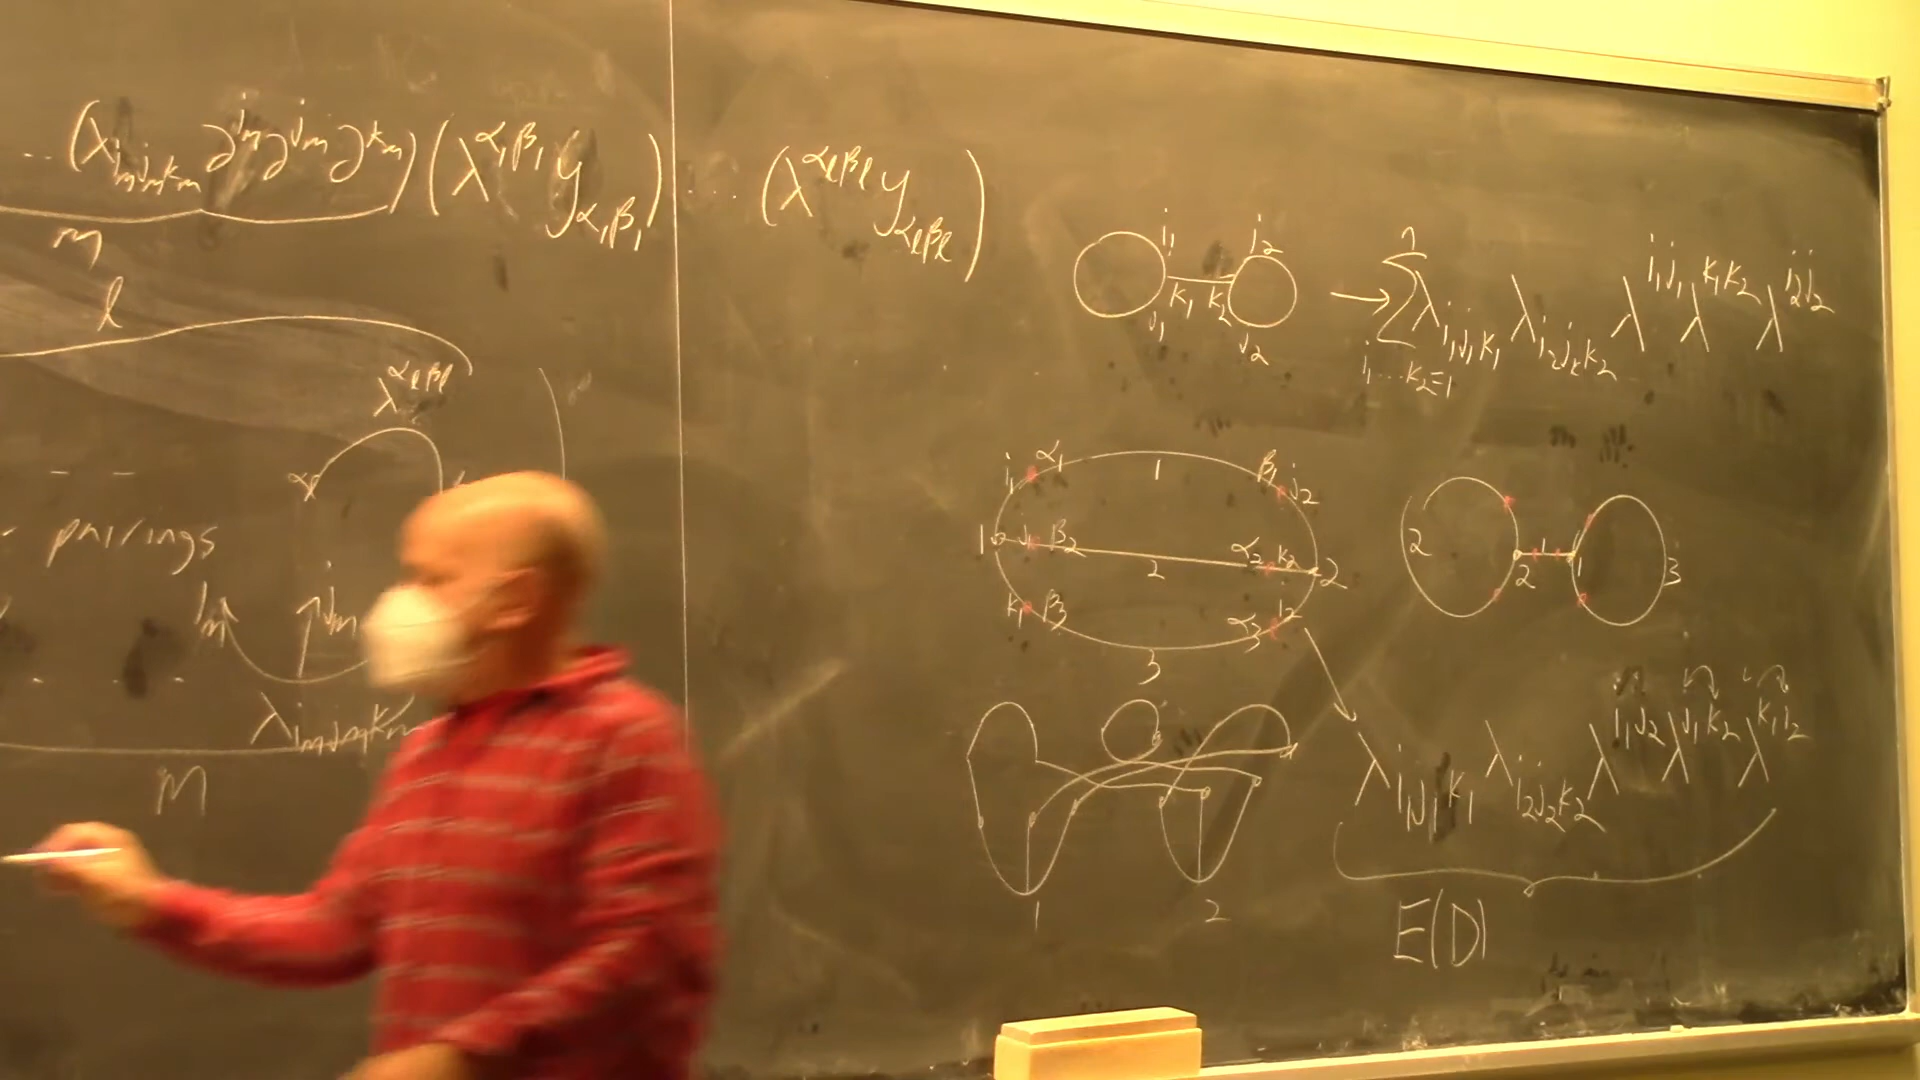 ... (λ_{i_m j_m k_m} ∂^{i_m} ∂^{j_m} ∂^{k_m}) (λ^{α_1 β_1} y_{α_1 β_1}) ... (λ^{α_ℓ β_ℓ} y_{α_ℓ β_ℓ})
m
ℓ
λ^{α_ℓ β_ℓ}
pairings
i_m j_m
λ_{i_m j_m k_m}
m
i_1 i_2
k_1 k_2
j_1 j_2
→ ∑_{i_1 ... k_2 = 1}^{n} λ_{i_1 j_1 k_1} λ_{i_2 j_2 k_2} λ^{i_1 j_1} λ^{k_1 k_2} λ^{i_2 j_2}
i_1 α_1 1 β_1 j_2
1 j_1 β_2 2 α_2 k_2 2
k_1 β_3 3 α_3 i_2
2 2 1 1 3
1 2
λ_{i_1 j_1 k_1} λ_{i_2 j_2 k_2} λ^{i_1 j_2} λ^{j_1 k_2} λ^{k_1 i_2}
E(D)